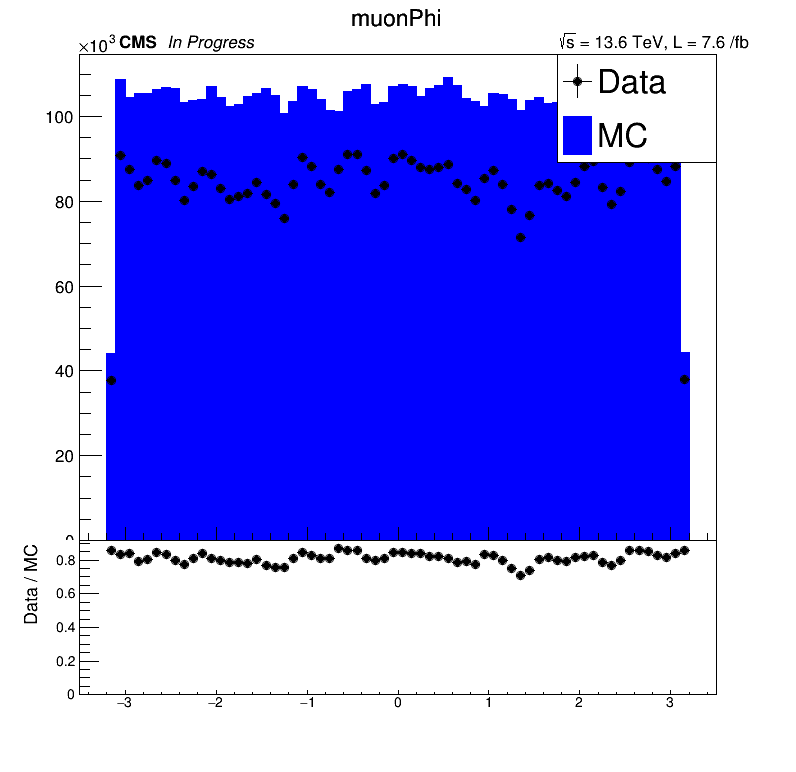 muonPhi
×10³ CMS In Progress √s = 13.6 TeV, L = 7.6 /fb
Data
MC
100
80
60
40
20
0
Data / MC
0.8
0.6
0.4
0.2
0
−3 −2 −1 0 1 2 3